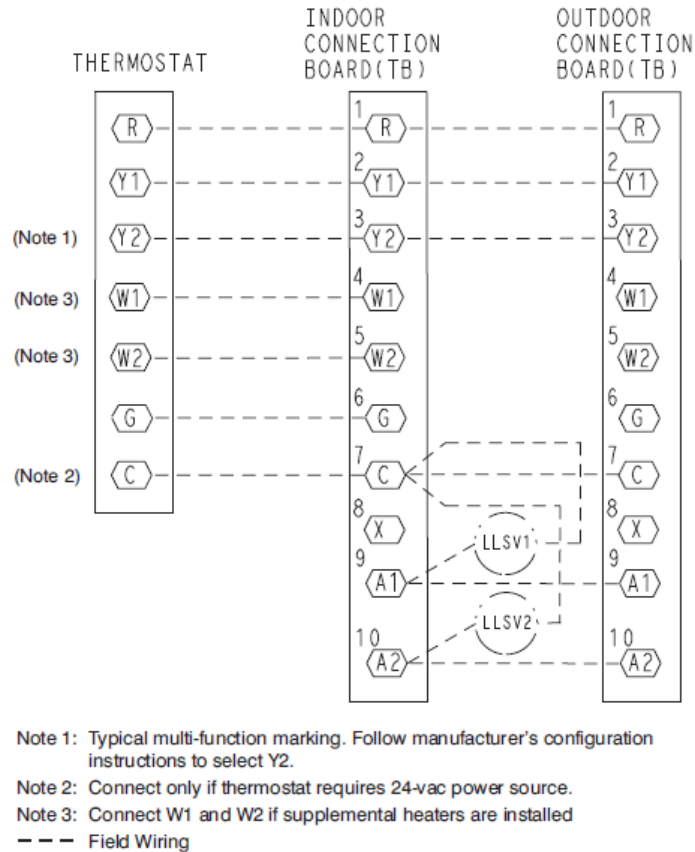 INDOOR
CONNECTION
BOARD(TB)
OUTDOOR
CONNECTION
BOARD(TB)
THERMOSTAT
R 1 R 1 R
Y1 2 Y1 2 Y1
(Note 1) Y2 3 Y2 3 Y2
(Note 3) W1 4 W1 4 W1
(Note 3) W2 5 W2 5 W2
G 6 G 6 G
(Note 2) C 7 C 7 C
8 X 8 X
LLSV1
9 A1 9 A1
LLSV2
10 A2 10 A2
Note 1: Typical multi-function marking. Follow manufacturer's configuration
instructions to select Y2.
Note 2: Connect only if thermostat requires 24-vac power source.
Note 3: Connect W1 and W2 if supplemental heaters are installed
Field Wiring